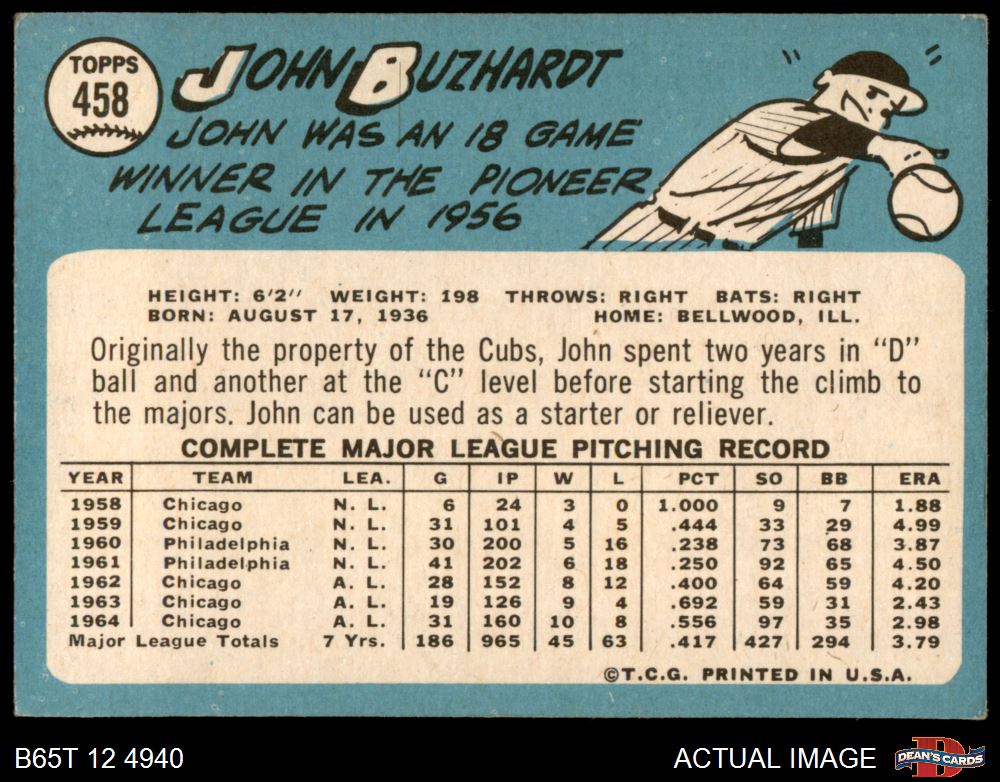 TOPPS
458
JOHN BUZHARDT
JOHN WAS AN 18 GAME
WINNER IN THE PIONEER
LEAGUE IN 1956
HEIGHT: 6'2" WEIGHT: 198 THROWS: RIGHT BATS: RIGHT
BORN: AUGUST 17, 1936 HOME: BELLWOOD, ILL.
Originally the property of the Cubs, John spent two years in "D"
ball and another at the "C" level before starting the climb to
the majors. John can be used as a starter or reliever.
COMPLETE MAJOR LEAGUE PITCHING RECORD
YEAR TEAM LEA. G IP W L PCT SO BB ERA
1958 Chicago N. L. 6 24 3 0 1.000 9 7 1.88
1959 Chicago N. L. 31 101 4 5 .444 33 29 4.99
1960 Philadelphia N. L. 30 200 5 16 .238 73 68 3.87
1961 Philadelphia N. L. 41 202 6 18 .250 92 65 4.50
1962 Chicago A. L. 28 152 8 12 .400 64 59 4.20
1963 Chicago A. L. 19 126 9 4 .692 59 31 2.43
1964 Chicago A. L. 31 160 10 8 .556 97 35 2.98
Major League Totals 7 Yrs. 186 965 45 63 .417 427 294 3.79
©T.C.G. PRINTED IN U.S.A.
B65T 12 4940 ACTUAL IMAGE D DEAN'S CARDS